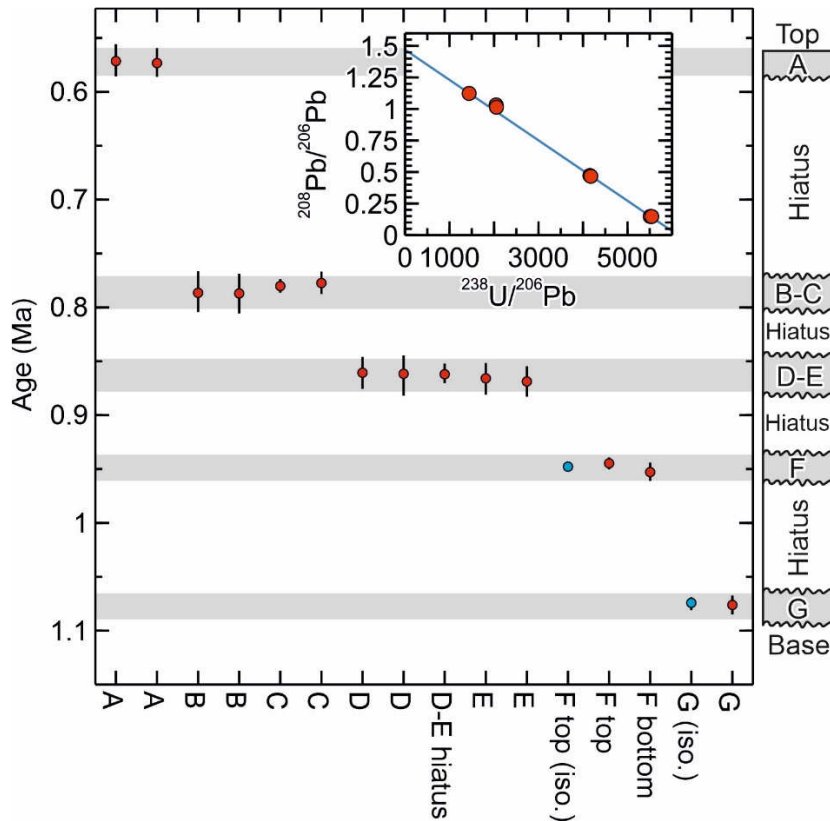 Age (Ma)
0.6
0.7
0.8
0.9
1
1.1
208Pb/206Pb
1.5
1.25
1
0.75
0.5
0.25
0
0 1000 3000 5000
238U/206Pb
Top
A
Hiatus
B-C
Hiatus
D-E
Hiatus
F
Hiatus
G
Base
A
A
B
B
C
C
D
D
D-E hiatus
E
E
F top (iso.)
F top
F bottom
G (iso.)
G